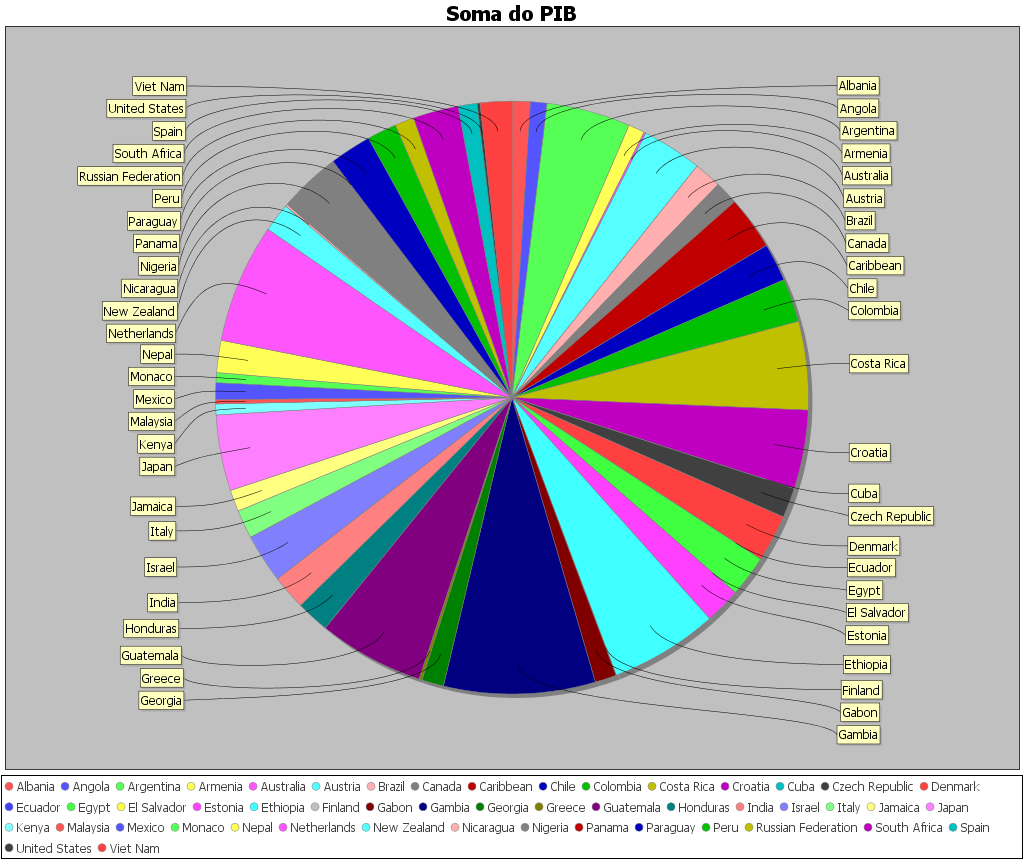 Soma do PIB
Viet Nam
United States
Spain
South Africa
Russian Federation
Peru
Paraguay
Panama
Nigeria
Nicaragua
New Zealand
Netherlands
Nepal
Monaco
Mexico
Malaysia
Kenya
Japan
Jamaica
Italy
Israel
India
Honduras
Guatemala
Greece
Georgia
Albania
Angola
Argentina
Armenia
Australia
Austria
Brazil
Canada
Caribbean
Chile
Colombia
Costa Rica
Croatia
Cuba
Czech Republic
Denmark
Ecuador
Egypt
El Salvador
Estonia
Ethiopia
Finland
Gabon
Gambia
Albania Angola Argentina Armenia Australia Austria Brazil Canada Caribbean Chile Colombia Costa Rica Croatia Cuba Czech Republic Denmark
Ecuador Egypt El Salvador Estonia Ethiopia Finland Gabon Gambia Georgia Greece Guatemala Honduras India Israel Italy Jamaica Japan
Kenya Malaysia Mexico Monaco Nepal Netherlands New Zealand Nicaragua Nigeria Panama Paraguay Peru Russian Federation South Africa Spain
United States Viet Nam